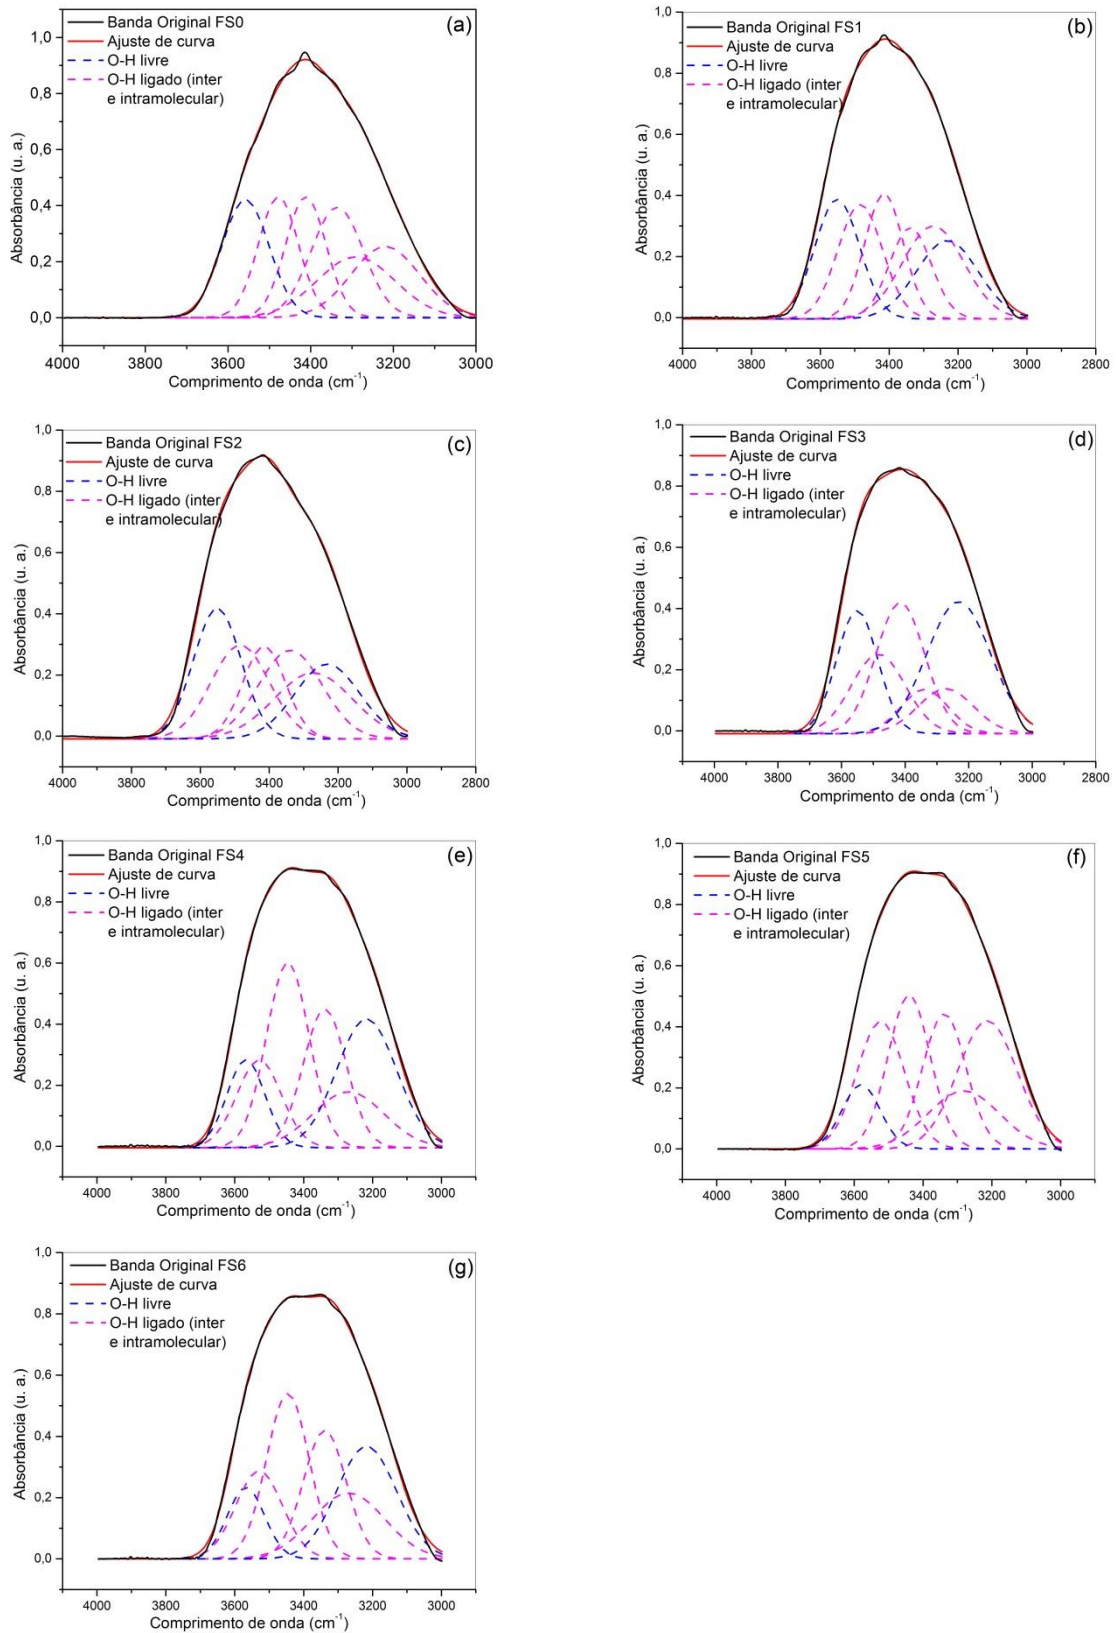 Banda Original FS0
Ajuste de curva
O-H livre
O-H ligado (inter
e intramolecular)
(a)
1,0
0,8
0,6
0,4
0,2
0,0
Absorbância (u. a.)
4000 3800 3600 3400 3200 3000
Comprimento de onda (cm⁻¹)
Banda Original FS1
Ajuste de curva
O-H livre
O-H ligado (inter
e intramolecular)
(b)
1,0
0,8
0,6
0,4
0,2
0,0
Absorbância (u. a.)
4000 3800 3600 3400 3200 3000 2800
Comprimento de onda (cm⁻¹)
Banda Original FS2
Ajuste de curva
O-H livre
O-H ligado (inter
e intramolecular)
(c)
1,0
0,8
0,6
0,4
0,2
0,0
Absorbância (u. a.)
4000 3800 3600 3400 3200 3000 2800
Comprimento de onda (cm⁻¹)
Banda Original FS3
Ajuste de curva
O-H livre
O-H ligado (inter
e intramolecular)
(d)
1,0
0,8
0,6
0,4
0,2
0,0
Absorbância (u. a.)
4000 3800 3600 3400 3200 3000
Comprimento de onda (cm⁻¹)
Banda Original FS4
Ajuste de curva
O-H livre
O-H ligado (inter
e intramolecular)
(e)
1,0
0,8
0,6
0,4
0,2
0,0
Absorbância (u. a.)
4000 3800 3600 3400 3200 3000
Comprimento de onda (cm⁻¹)
Banda Original FS5
Ajuste de curva
O-H livre
O-H ligado (inter
e intramolecular)
(f)
1,0
0,8
0,6
0,4
0,2
0,0
Absorbância (u. a.)
4000 3800 3600 3400 3200 3000
Comprimento de onda (cm⁻¹)
Banda Original FS6
Ajuste de curva
O-H livre
O-H ligado (inter
e intramolecular)
(g)
1,0
0,8
0,6
0,4
0,2
0,0
Absorbância (u. a.)
4000 3800 3600 3400 3200 3000
Comprimento de onda (cm⁻¹)